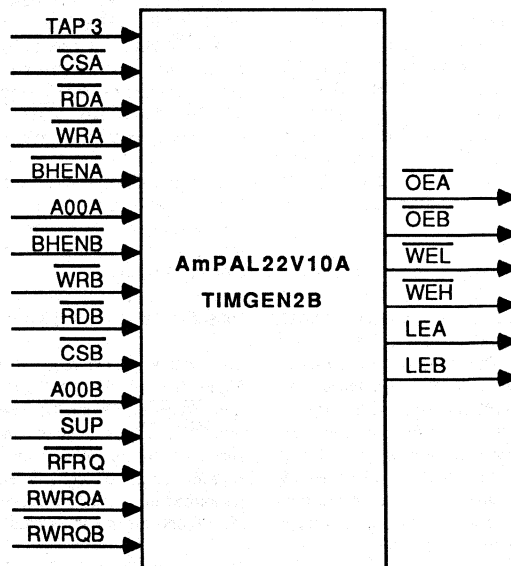 TAP 3
CSA
RDA
WRA
BHENA
A00A
BHENB
WRB
RDB
CSB
A00B
SUP
RFRQ
RWRQA
RWRQB
AmPAL22V10A
TIMGEN2B
OEA
OEB
WEL
WEH
LEA
LEB